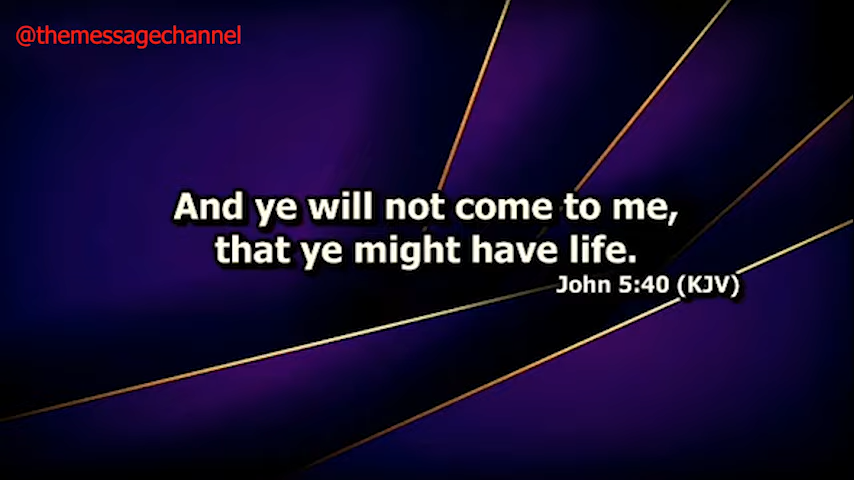 @themessagechannel
And ye will not come to me,
that ye might have life.
John 5:40 (KJV)